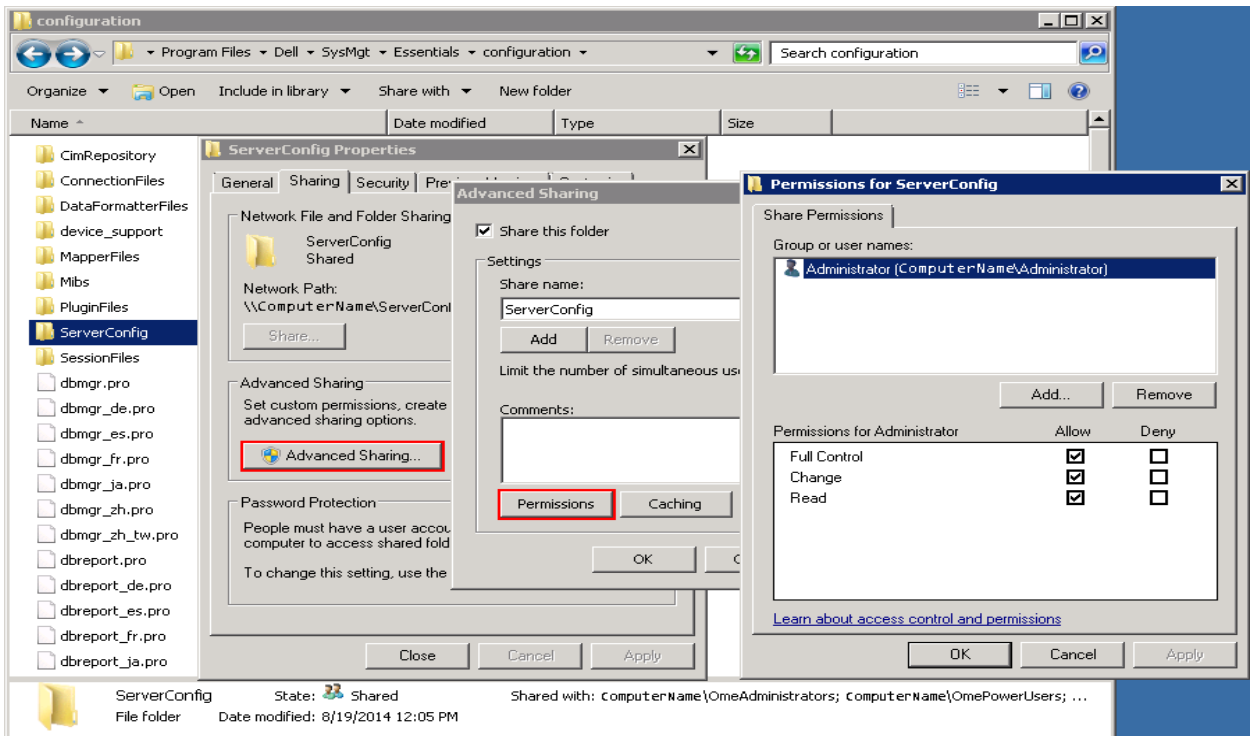 configuration
Program Files Dell SysMgt Essentials configuration Search configuration
Organize Open Include in library Share with New folder
Name Date modified Type Size
CimRepository
ConnectionFiles
DataFormatterFiles
device_support
MapperFiles
Mibs
PluginFiles
ServerConfig
SessionFiles
dbmgr.pro
dbmgr_de.pro
dbmgr_es.pro
dbmgr_fr.pro
dbmgr_ja.pro
dbmgr_zh.pro
dbmgr_zh_tw.pro
dbreport.pro
dbreport_de.pro
dbreport_es.pro
dbreport_fr.pro
dbreport_ja.pro
ServerConfig Properties
General Sharing Security
Network File and Folder Sharing
ServerConfig
Shared
Network Path:
\\ComputerName\ServerConf
Share...
Advanced Sharing
Set custom permissions, create
advanced sharing options.
Advanced Sharing...
Password Protection
People must have a user accou
computer to access shared fold
To change this setting, use the
Close Cancel Apply
Advanced Sharing
Share this folder
Settings
Share name:
ServerConfig
Add Remove
Limit the number of simultaneous
Comments:
Permissions Caching
OK
Permissions for ServerConfig
Share Permissions
Group or user names:
Administrator (ComputerName\Administrator)
Add... Remove
Permissions for Administrator Allow Deny
Full Control
Change
Read
Learn about access control and permissions
OK Cancel Apply
ServerConfig State: Shared Shared with: ComputerName\OmeAdministrators; ComputerName\OmePowerUsers; ...
File folder Date modified: 8/19/2014 12:05 PM